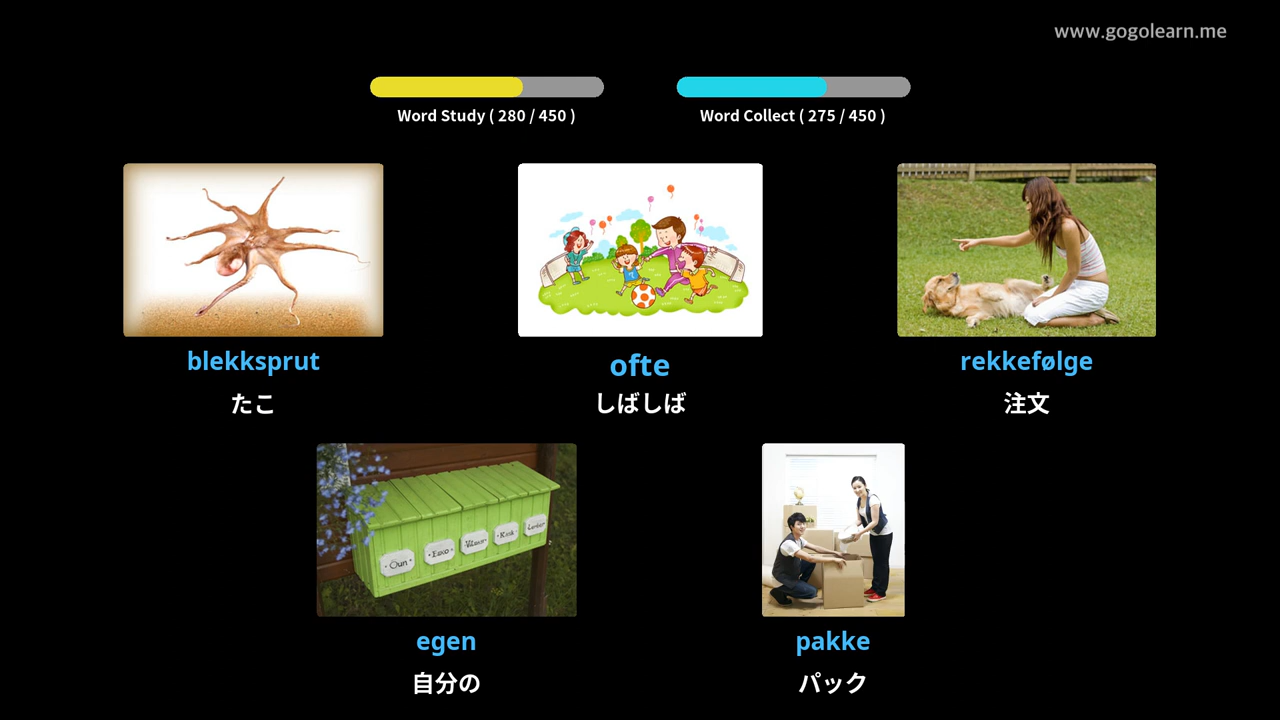 www.gogolearn.me
Word Study ( 280 / 450 )
Word Collect ( 275 / 450 )
blekksprut
ofte
rekkefølge
たこ
しばしば
注文
egen
pakke
自分の
パック